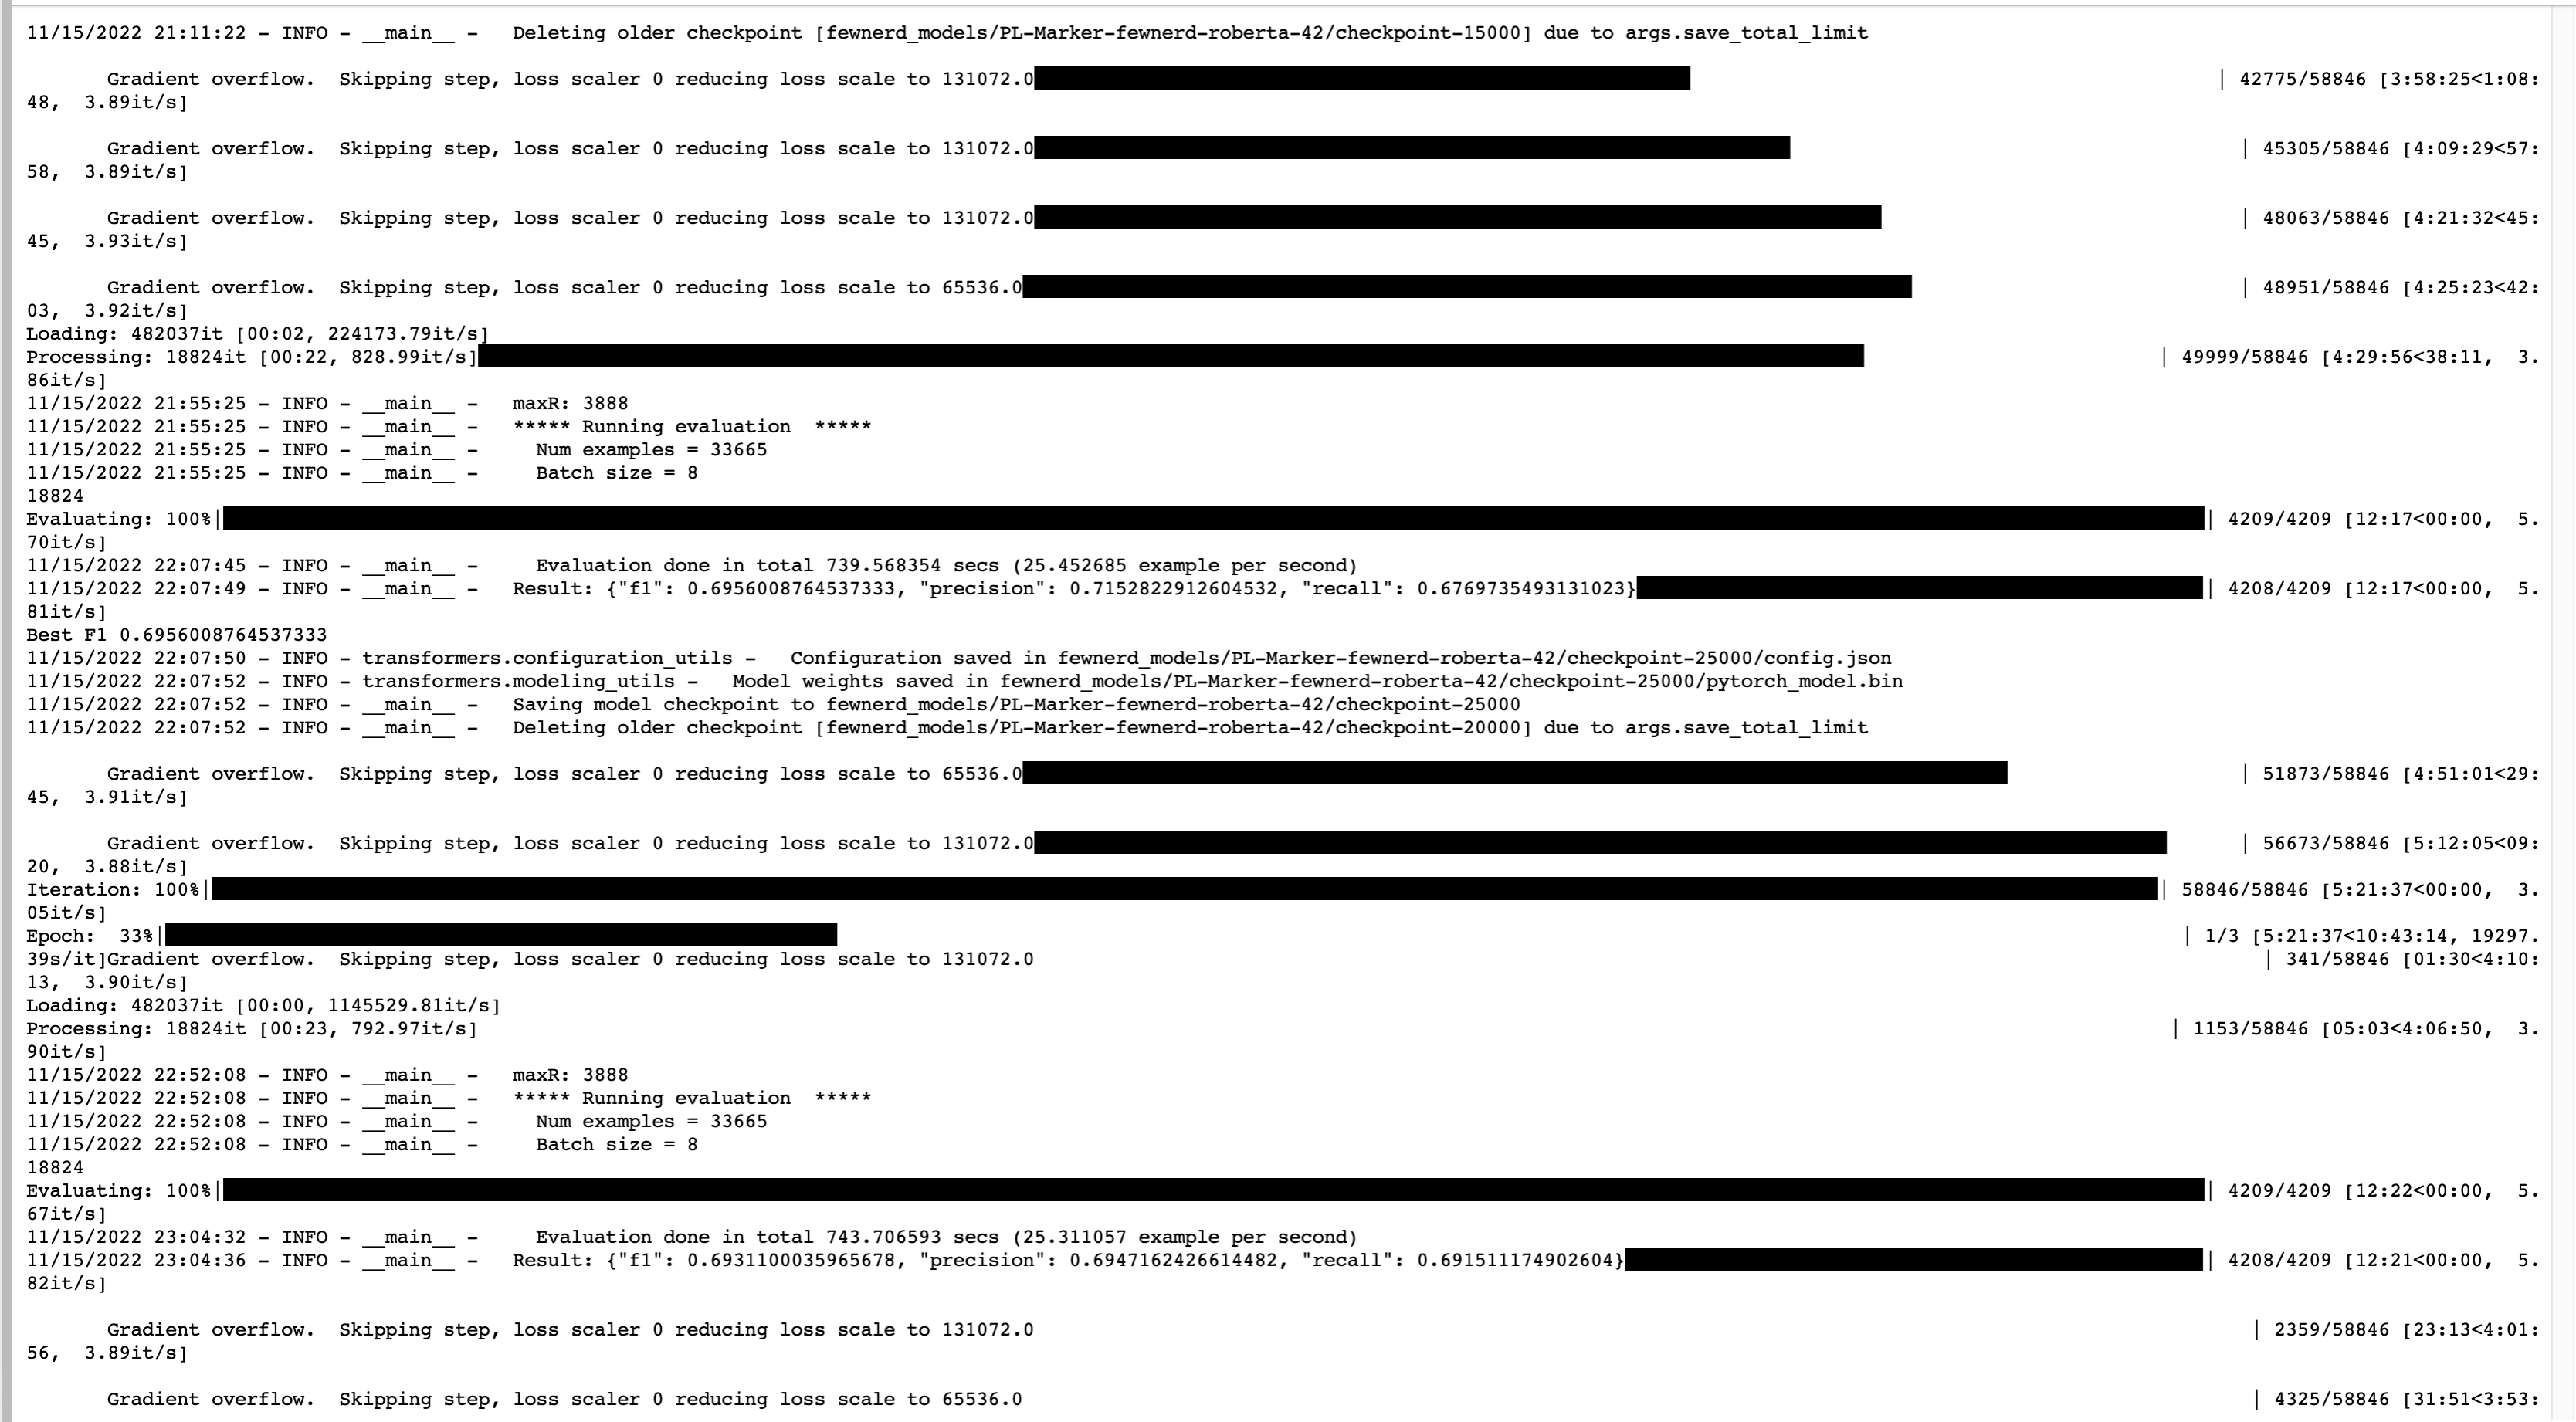 11/15/2022 21:11:22 - INFO - __main__ -   Deleting older checkpoint [fewnerd_models/PL-Marker-fewnerd-roberta-42/checkpoint-15000] due to args.save_total_limit
Gradient overflow.  Skipping step, loss scaler 0 reducing loss scale to 131072.0 | 42775/58846 [3:58:25<1:08:
48,  3.89it/s]
Gradient overflow.  Skipping step, loss scaler 0 reducing loss scale to 131072.0 | 45305/58846 [4:09:29<57:
58,  3.89it/s]
Gradient overflow.  Skipping step, loss scaler 0 reducing loss scale to 131072.0 | 48063/58846 [4:21:32<45:
45,  3.93it/s]
Gradient overflow.  Skipping step, loss scaler 0 reducing loss scale to 65536.0 | 48951/58846 [4:25:23<42:
03,  3.92it/s]
Loading: 482037it [00:02, 224173.79it/s]
Processing: 18824it [00:22, 828.99it/s] | 49999/58846 [4:29:56<38:11,  3.
86it/s]
11/15/2022 21:55:25 - INFO - __main__ -   maxR: 3888
11/15/2022 21:55:25 - INFO - __main__ -   ***** Running evaluation  *****
11/15/2022 21:55:25 - INFO - __main__ -     Num examples = 33665
11/15/2022 21:55:25 - INFO - __main__ -     Batch size = 8
18824
Evaluating: 100%| | 4209/4209 [12:17<00:00,  5.
70it/s]
11/15/2022 22:07:45 - INFO - __main__ -     Evaluation done in total 739.568354 secs (25.452685 example per second)
11/15/2022 22:07:49 - INFO - __main__ -   Result: {"f1": 0.6956008764537333, "precision": 0.7152822912604532, "recall": 0.6769735493131023} | 4208/4209 [12:17<00:00,  5.
81it/s]
Best F1 0.6956008764537333
11/15/2022 22:07:50 - INFO - transformers.configuration_utils -   Configuration saved in fewnerd_models/PL-Marker-fewnerd-roberta-42/checkpoint-25000/config.json
11/15/2022 22:07:52 - INFO - transformers.modeling_utils -   Model weights saved in fewnerd_models/PL-Marker-fewnerd-roberta-42/checkpoint-25000/pytorch_model.bin
11/15/2022 22:07:52 - INFO - __main__ -   Saving model checkpoint to fewnerd_models/PL-Marker-fewnerd-roberta-42/checkpoint-25000
11/15/2022 22:07:52 - INFO - __main__ -   Deleting older checkpoint [fewnerd_models/PL-Marker-fewnerd-roberta-42/checkpoint-20000] due to args.save_total_limit
Gradient overflow.  Skipping step, loss scaler 0 reducing loss scale to 65536.0 | 51873/58846 [4:51:01<29:
45,  3.91it/s]
Gradient overflow.  Skipping step, loss scaler 0 reducing loss scale to 131072.0 | 56673/58846 [5:12:05<09:
20,  3.88it/s]
Iteration: 100%| | 58846/58846 [5:21:37<00:00,  3.
05it/s]
Epoch:  33%| | 1/3 [5:21:37<10:43:14, 19297.
39s/it]Gradient overflow.  Skipping step, loss scaler 0 reducing loss scale to 131072.0 | 341/58846 [01:30<4:10:
13,  3.90it/s]
Loading: 482037it [00:00, 1145529.81it/s]
Processing: 18824it [00:23, 792.97it/s] | 1153/58846 [05:03<4:06:50,  3.
90it/s]
11/15/2022 22:52:08 - INFO - __main__ -   maxR: 3888
11/15/2022 22:52:08 - INFO - __main__ -   ***** Running evaluation  *****
11/15/2022 22:52:08 - INFO - __main__ -     Num examples = 33665
11/15/2022 22:52:08 - INFO - __main__ -     Batch size = 8
18824
Evaluating: 100%| | 4209/4209 [12:22<00:00,  5.
67it/s]
11/15/2022 23:04:32 - INFO - __main__ -     Evaluation done in total 743.706593 secs (25.311057 example per second)
11/15/2022 23:04:36 - INFO - __main__ -   Result: {"f1": 0.6931100035965678, "precision": 0.6947162426614482, "recall": 0.691511174902604} | 4208/4209 [12:21<00:00,  5.
82it/s]
Gradient overflow.  Skipping step, loss scaler 0 reducing loss scale to 131072.0 | 2359/58846 [23:13<4:01:
56,  3.89it/s]
Gradient overflow.  Skipping step, loss scaler 0 reducing loss scale to 65536.0 | 4325/58846 [31:51<3:53: